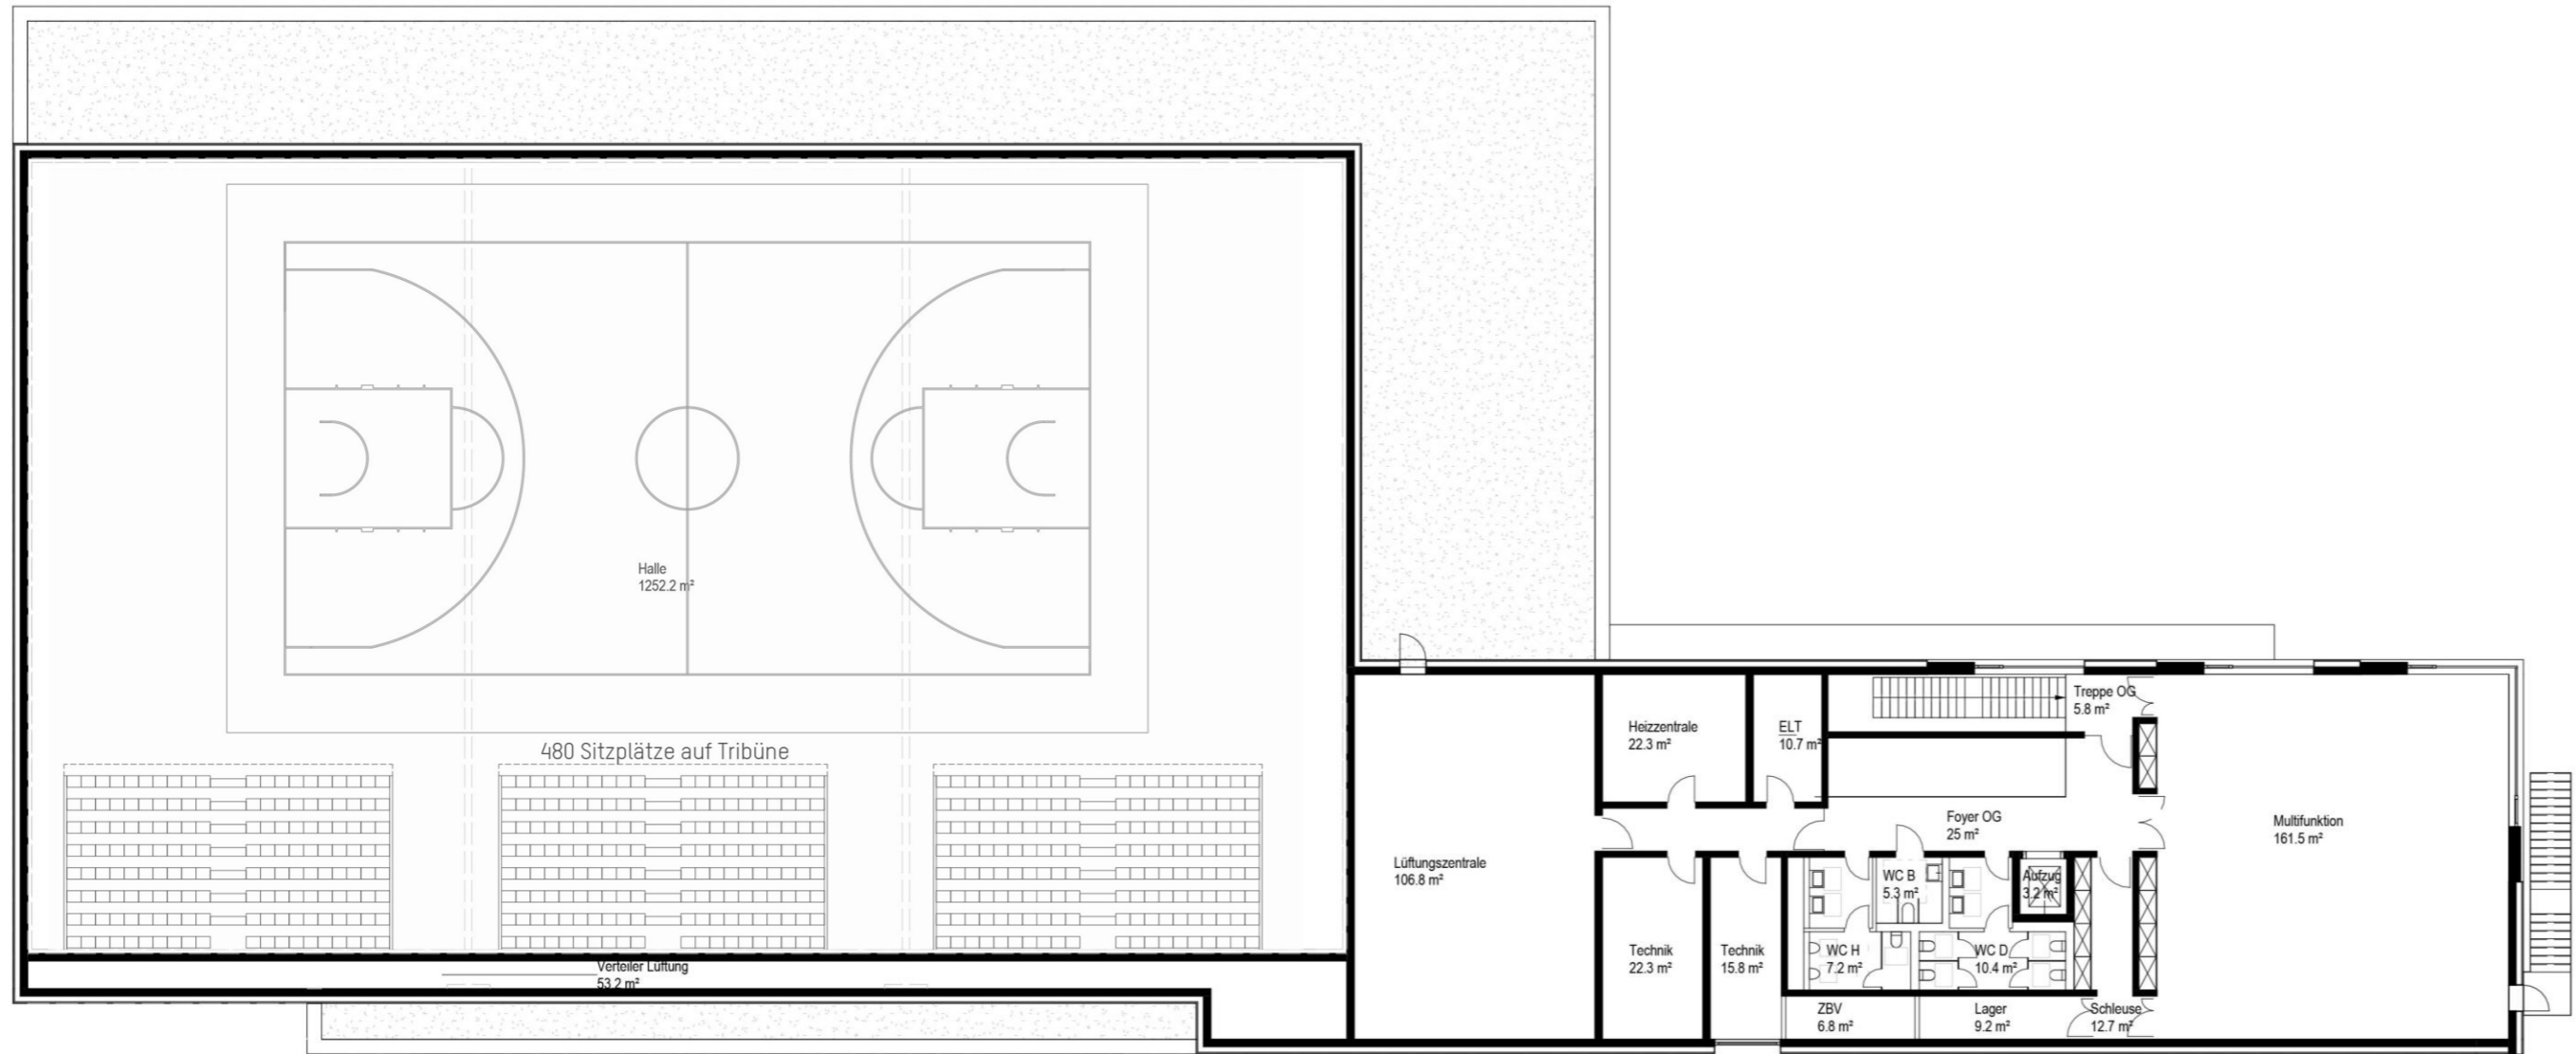 Halle
1252.2 m²
480 Sitzplätze auf Tribüne
Verteiler Lüftung
53.2 m²
Lüftungszentrale
106.8 m²
Heizzentrale
22.3 m²
ELT
10.7 m²
Treppe OG
5.8 m²
Foyer OG
25 m²
Multifunktion
161.5 m²
WC B
5.3 m²
Aufzug
3.2 m²
Technik
22.3 m²
Technik
15.8 m²
WC H
7.2 m²
WC D
10.4 m²
ZBV
6.8 m²
Lager
9.2 m²
Schleuse
12.7 m²